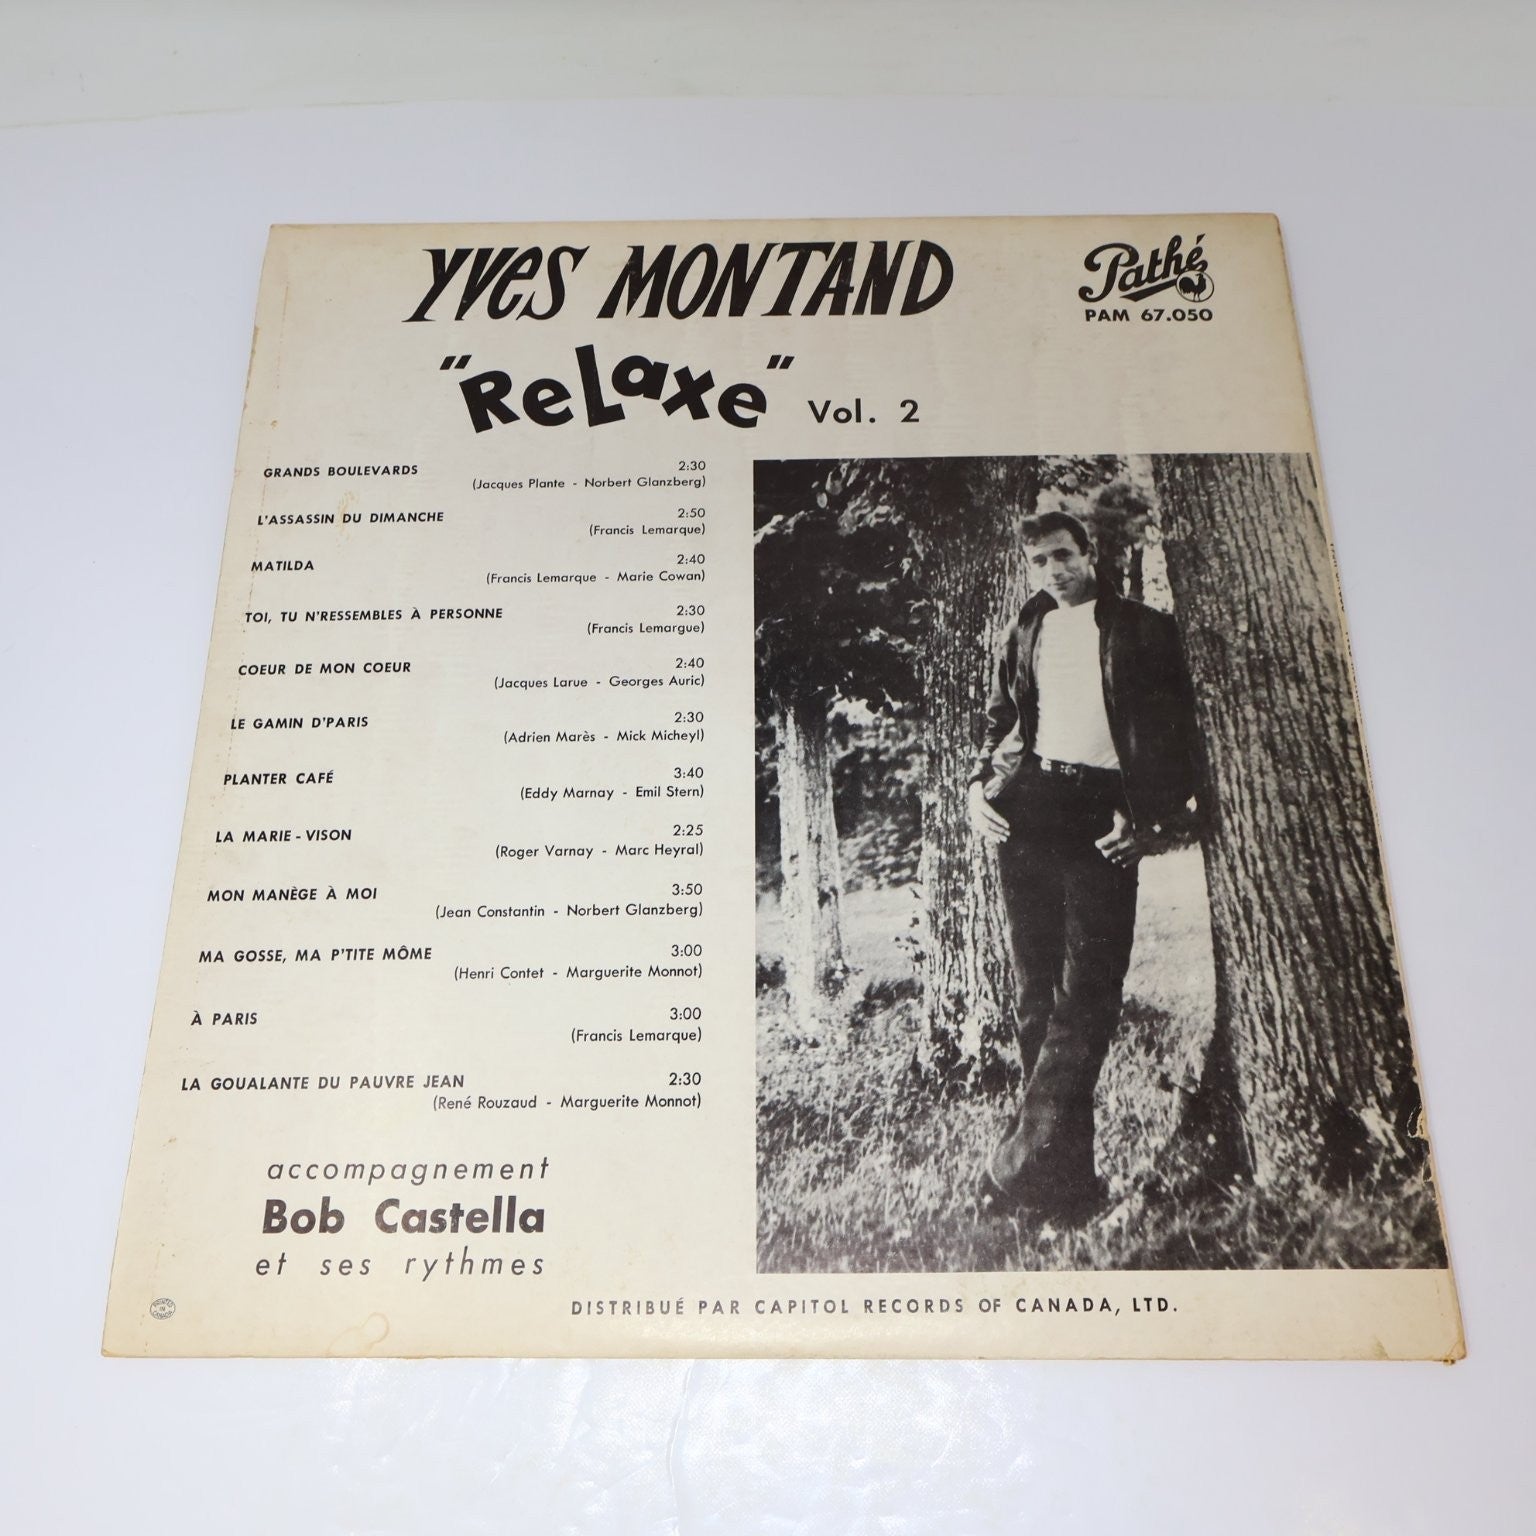 YVES MONTAND
Pathé
PAM 67.050
"ReLaxe" Vol. 2
GRANDS BOULEVARDS 2:30
(Jacques Plante - Norbert Glanzberg)
L'ASSASSIN DU DIMANCHE 2:50
(Francis Lemarque)
MATILDA 2:40
(Francis Lemarque - Marie Cowan)
TOI, TU N'RESSEMBLES À PERSONNE 2:30
(Francis Lemargue)
COEUR DE MON COEUR 2:40
(Jacques Larue - Georges Auric)
LE GAMIN D'PARIS 2:30
(Adrien Marès - Mick Micheyl)
PLANTER CAFÉ 3:40
(Eddy Marnay - Emil Stern)
LA MARIE-VISON 2:25
(Roger Varnay - Marc Heyral)
MON MANÈGE À MOI 3:50
(Jean Constantin - Norbert Glanzberg)
MA GOSSE, MA P'TITE MÔME 3:00
(Henri Contet - Marguerite Monnot)
À PARIS 3:00
(Francis Lemarque)
LA GOUALANTE DU PAUVRE JEAN 2:30
(René Rouzaud - Marguerite Monnot)
accompagnement
Bob Castella
et ses rythmes
PRINTED
IN
CANADA
DISTRIBUÉ PAR CAPITOL RECORDS OF CANADA, LTD.